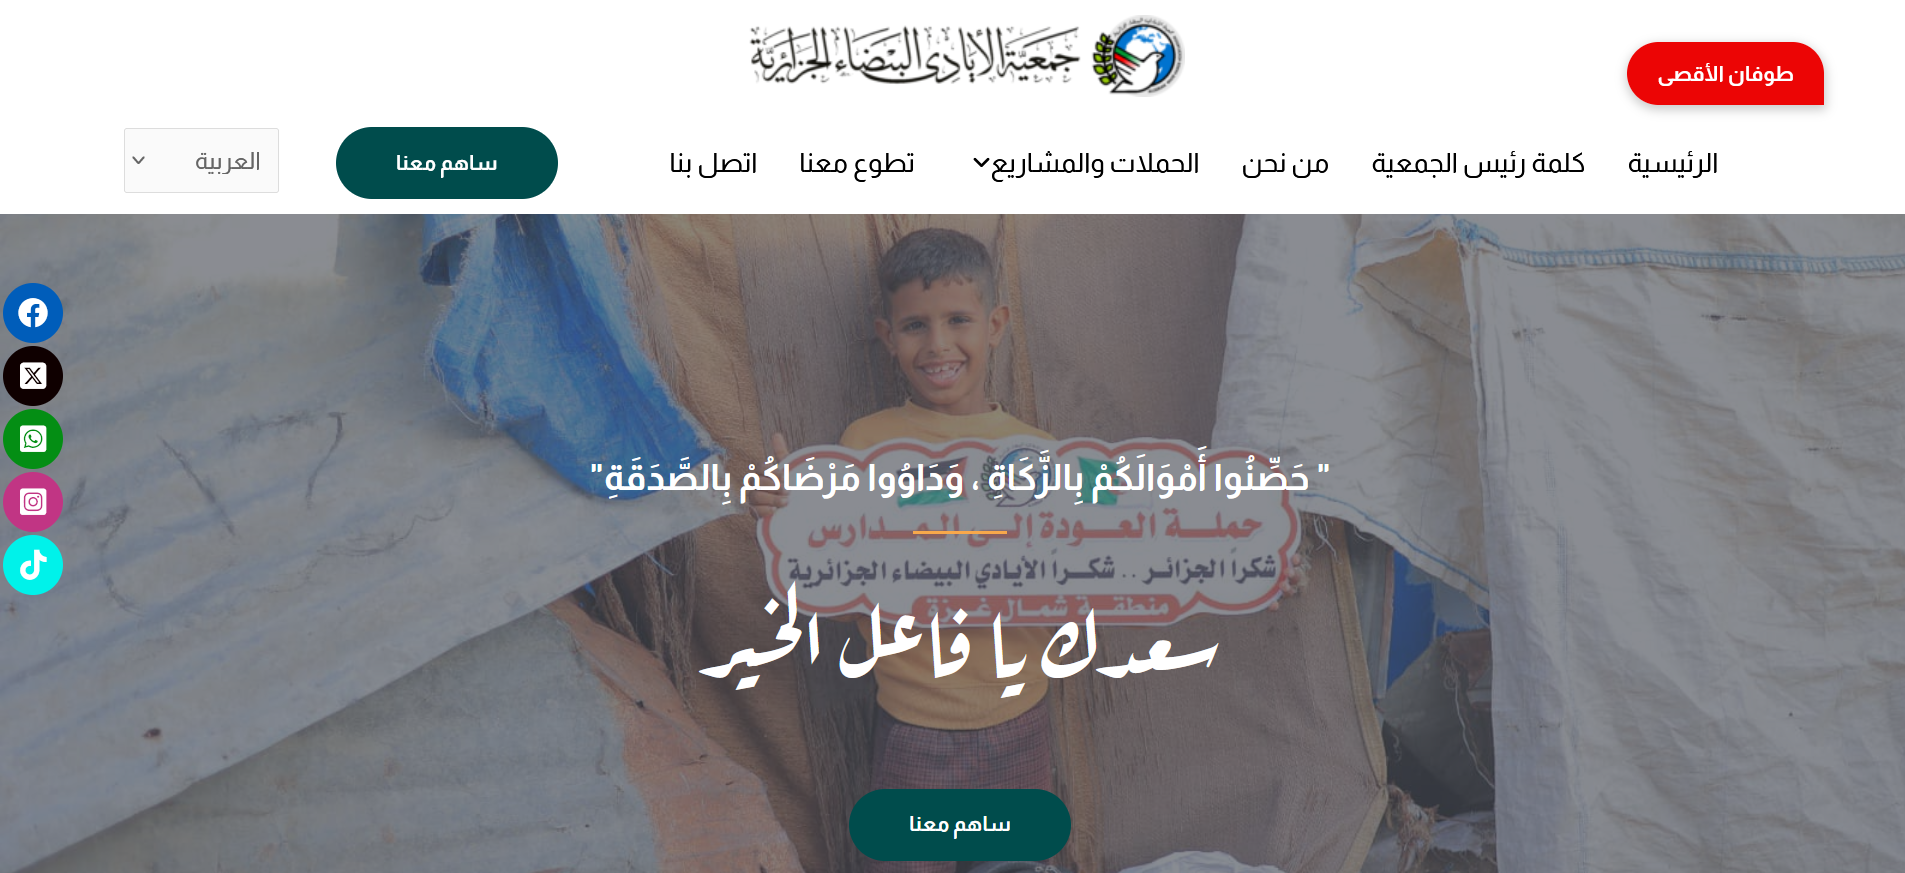 جمعية الأيادي البيضاء الجزائرية
طوفان الأقصى
الرئيسية
كلمة رئيس الجمعية
من نحن
الحملات والمشاريع
تطوع معنا
اتصل بنا
ساهم معنا
العربية
" حَصِّنُوا أَمْوَالَكُمْ بِالزَّكَاةِ ، وَدَاوُوا مَرْضَاكُمْ بِالصَّدَقَةِ"
حملة العودة إلى المدارس
شكراً الجزائر .. شكراً الأيادي البيضاء الجزائرية
منطقة شمال غزة
سعدك يا فاعل الخير
ساهم معنا